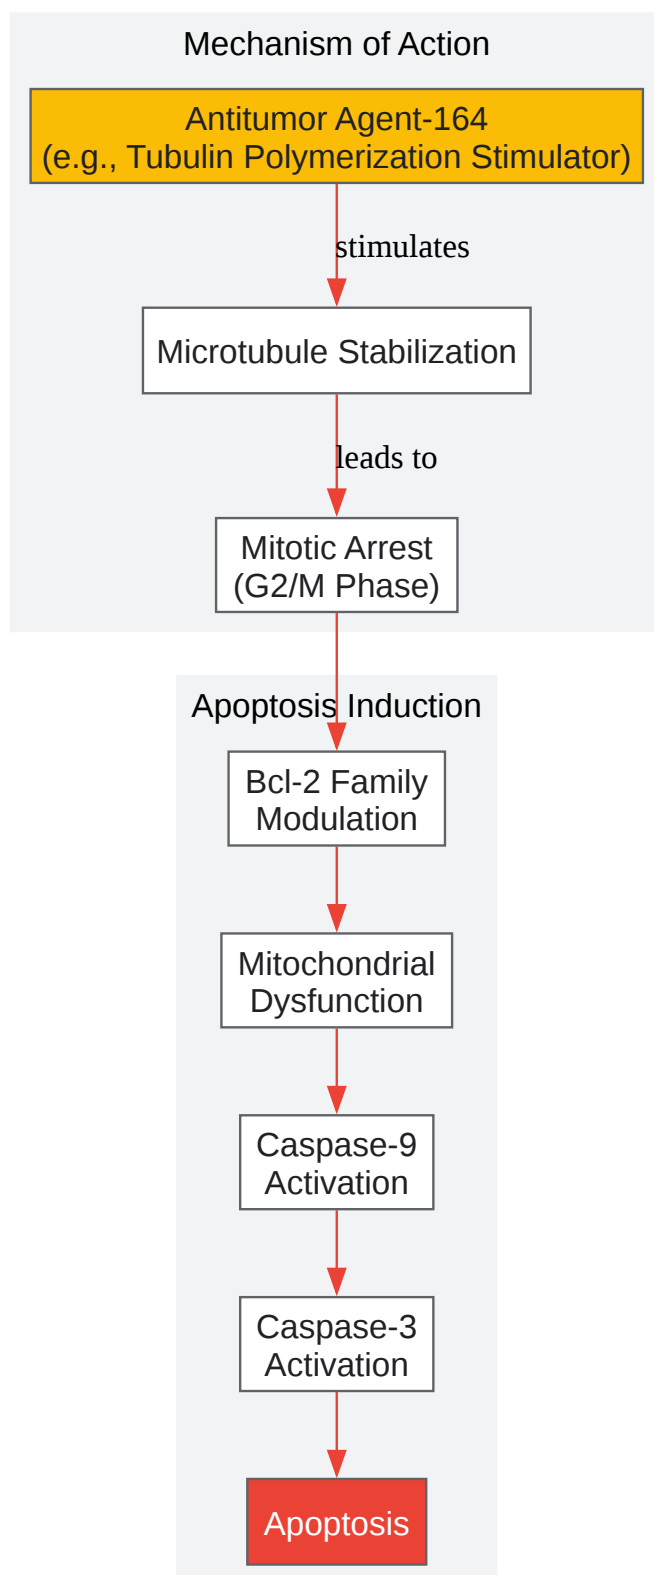 Mechanism of Action
Antitumor Agent-164
(e.g., Tubulin Polymerization Stimulator)
stimulates
Microtubule Stabilization
leads to
Mitotic Arrest
(G2/M Phase)
Apoptosis Induction
Bcl-2 Family
Modulation
Mitochondrial
Dysfunction
Caspase-9
Activation
Caspase-3
Activation
Apoptosis